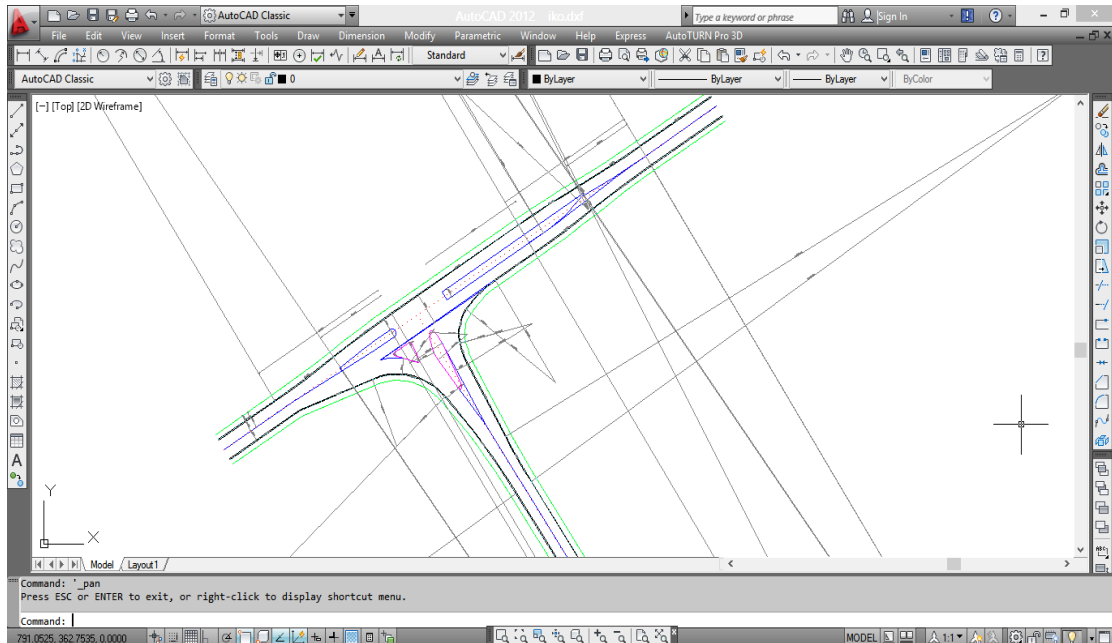 AutoCAD Classic
AutoCAD 2012 iko.dxf
Type a keyword or phrase
Sign In
File Edit View Insert Format Tools Draw Dimension Modify Parametric Window Help Express AutoTURN Pro 3D
Standard
AutoCAD Classic
0
ByLayer
ByLayer
ByLayer
ByColor
[−] [Top] [2D Wireframe]
A
Y
X
Model Layout1
Command: '_pan
Press ESC or ENTER to exit, or right-click to display shortcut menu.
Command:
791.0525, 362.7535, 0.0000
MODEL
1:1